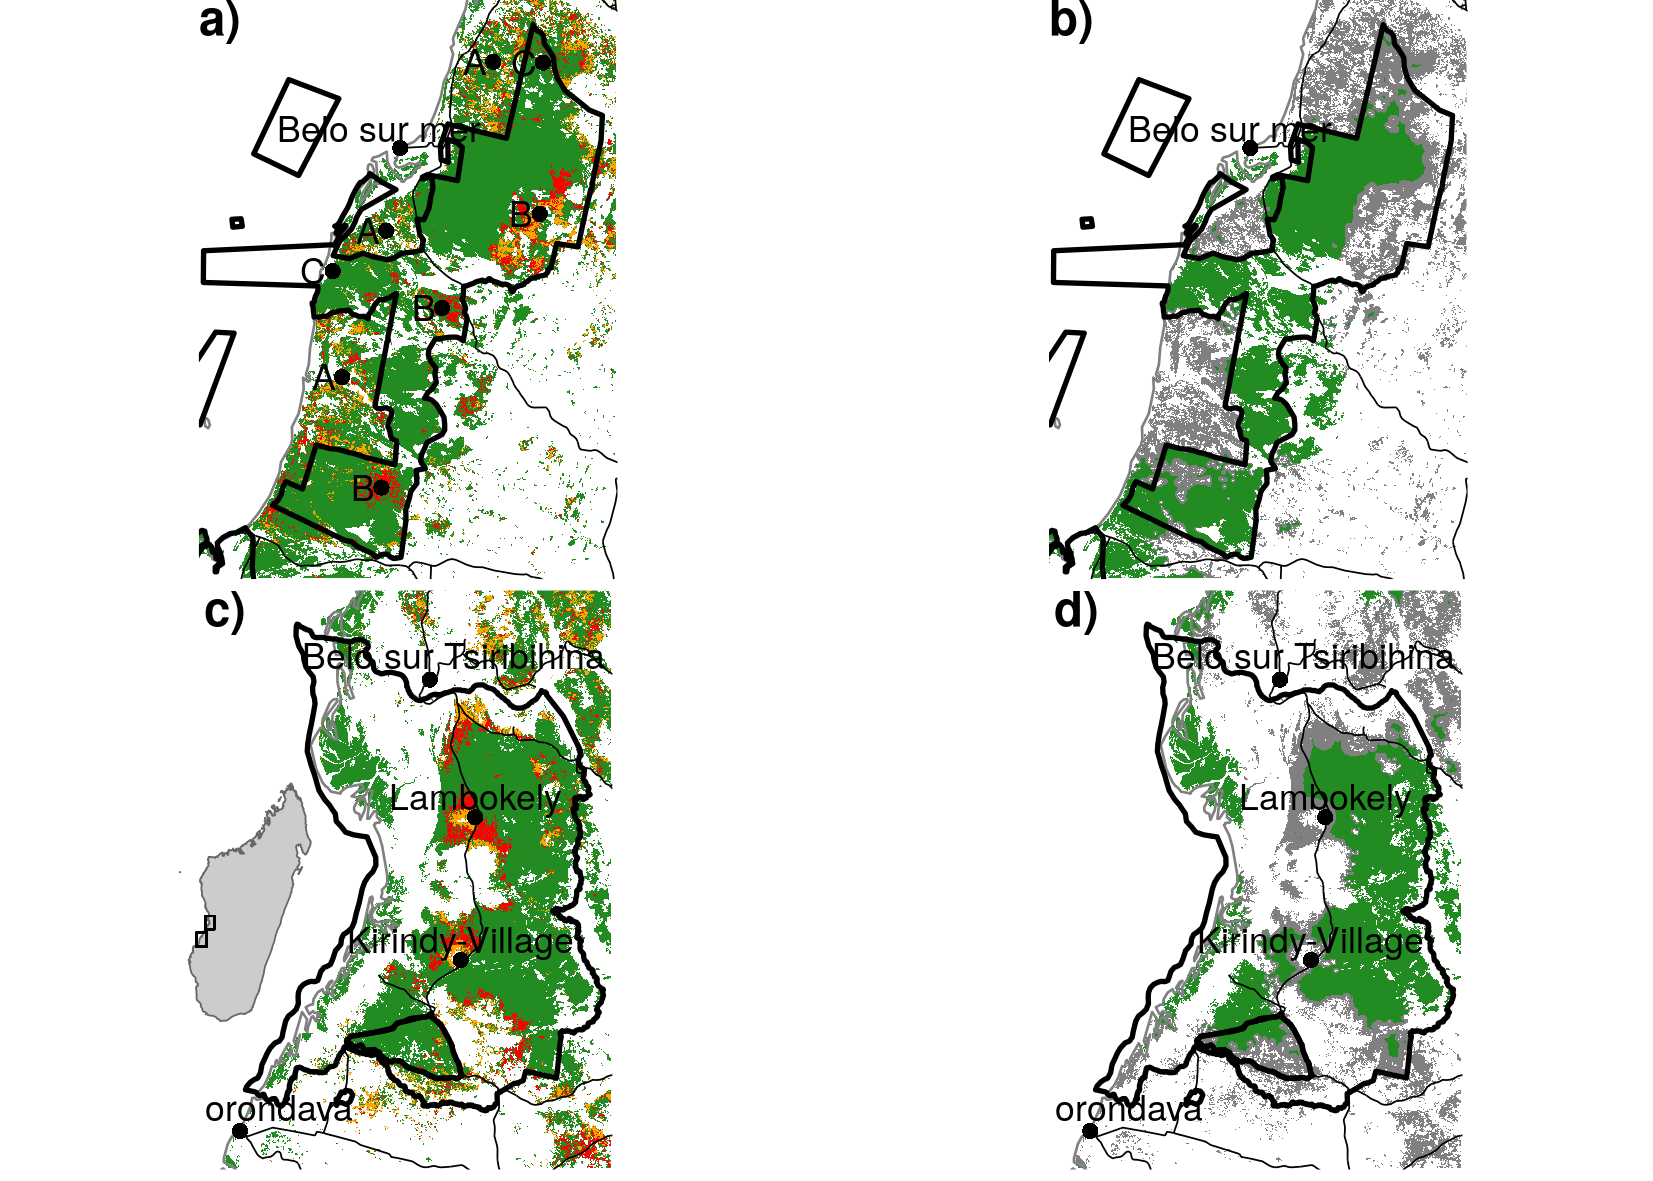 a)
A C
Belo sur mer
B
A
C
B
A
B
b)
Belo sur mer
c)
Belo sur Tsiribihina
Lambokely
Kirindy-Village
orondava
d)
Belo sur Tsiribihina
Lambokely
Kirindy-Village
orondava